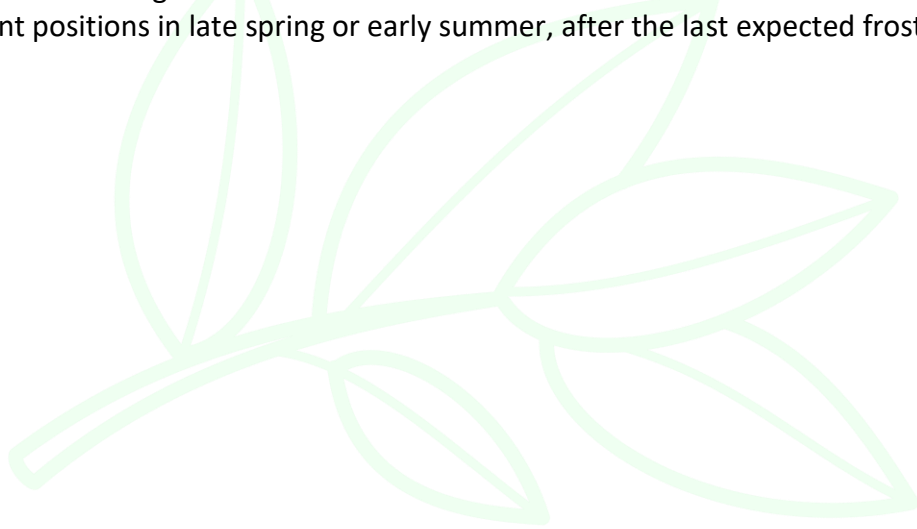 nt positions in late spring or early summer, after the last expected frost